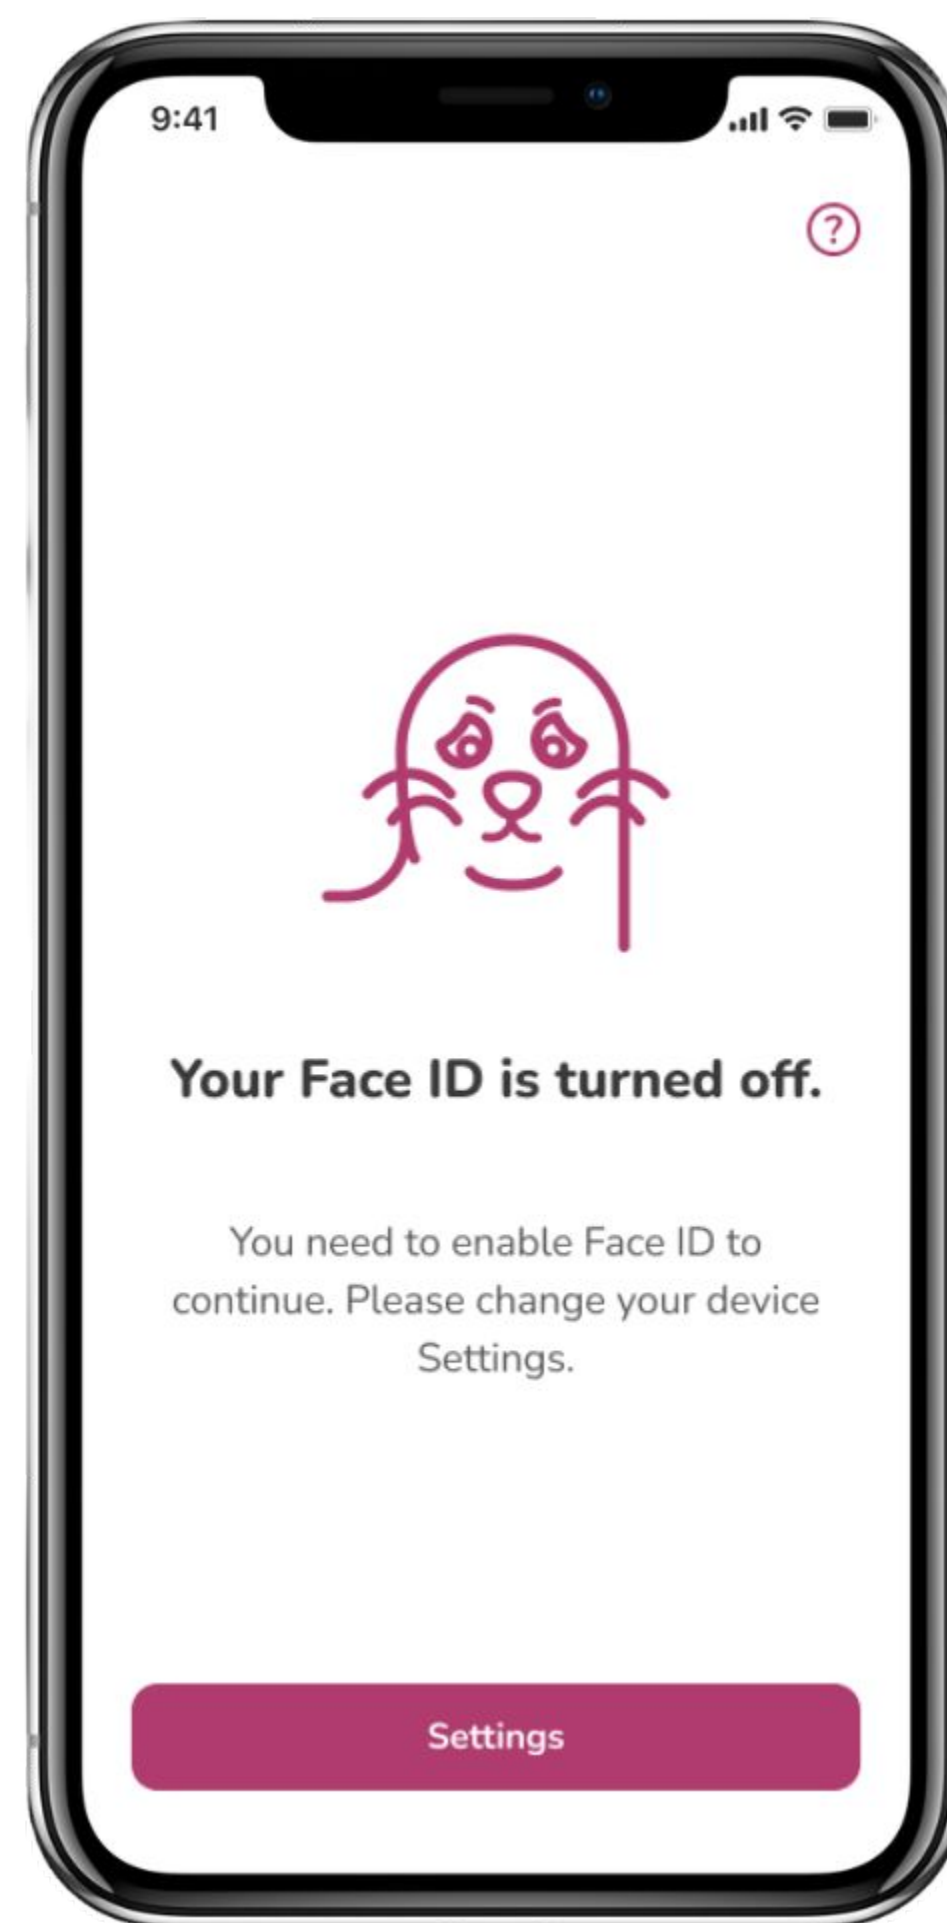 9:41
?
Your Face ID is turned off.
You need to enable Face ID to
continue. Please change your device
Settings.
Settings